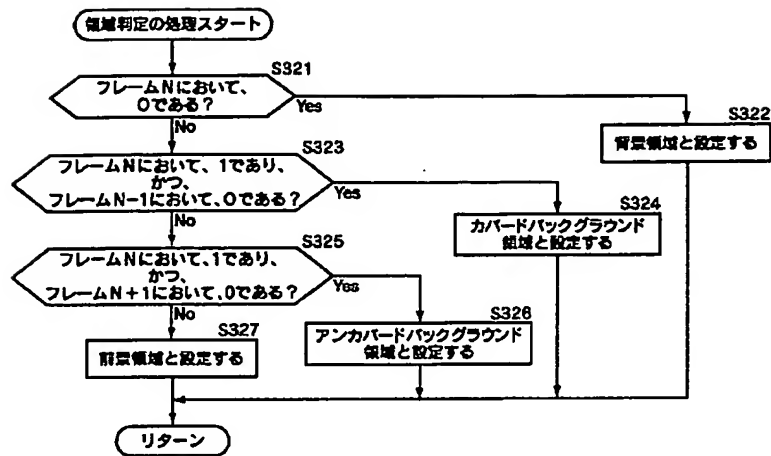 領域判定の処理スタート
S321
フレームNにおいて、
0である？
Yes
No
S322
背景領域と設定する
S323
フレームNにおいて、1であり、
かつ、
フレームN-1において、0である？
Yes
No
S324
カバードバックグラウンド
領域と設定する
S325
フレームNにおいて、1であり、
かつ、
フレームN+1において、0である？
Yes
No
S326
アンカバードバックグラウンド
領域と設定する
S327
前景領域と設定する
リターン